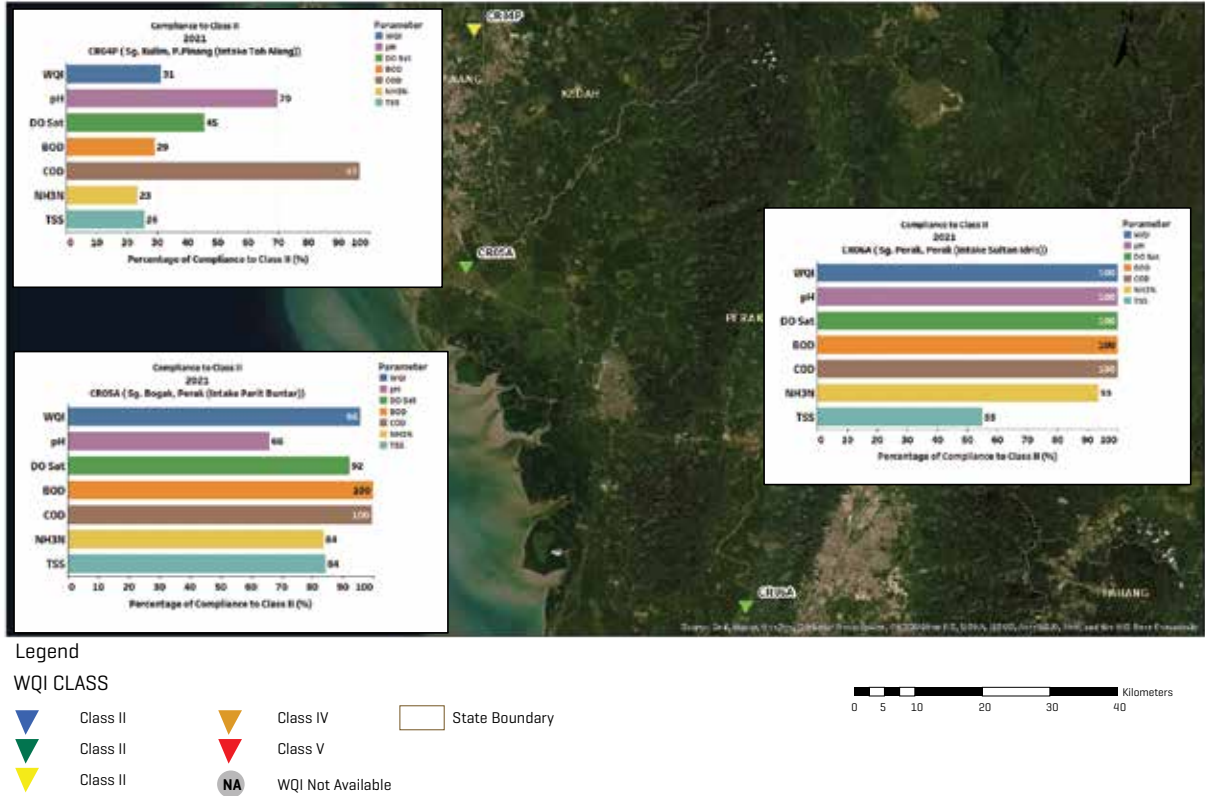 Compliance to Class II
2021
CR04P ( Sg. Kulim, P.Pinang (Intake Toh Alang))
Parameter
WQI
pH
DO Sat
BOD
COD
NH3N
TSS
WQI 31
pH
DO Sat 45
BOD 29
COD
NH3N 23
TSS
0 10 20 30 40 50 60 70 80 90 100
Percentage of Compliance to Class II (%)
CR04P
KEDAH
CR05A
PERAK
Compliance to Class II
2021
CR06A ( Sg. Perak, Perak (Intake Sultan Idris))
Parameter
WQI
pH
DO Sat
BOD
COD
NH3N
TSS
WQI 100
pH 100
DO Sat 100
BOD 100
COD 100
NH3N
TSS 55
0 10 20 30 40 50 60 70 80 90 100
Percentage of Compliance to Class II (%)
Compliance to Class II
2021
CR05A ( Sg. Bogak, Perak (Intake Parit Buntar))
Parameter
WQI
pH
DO Sat
BOD
COD
NH3N
TSS
WQI
pH 66
DO Sat 92
BOD 100
COD 100
NH3N 84
TSS 84
0 10 20 30 40 50 60 70 80 90 100
Percentage of Compliance to Class II (%)
CR06A
PAHANG
Legend
WQI CLASS
Class II
Class II
Class II
Class IV
Class V
NA WQI Not Available
State Boundary
Kilometers
0 5 10 20 30 40